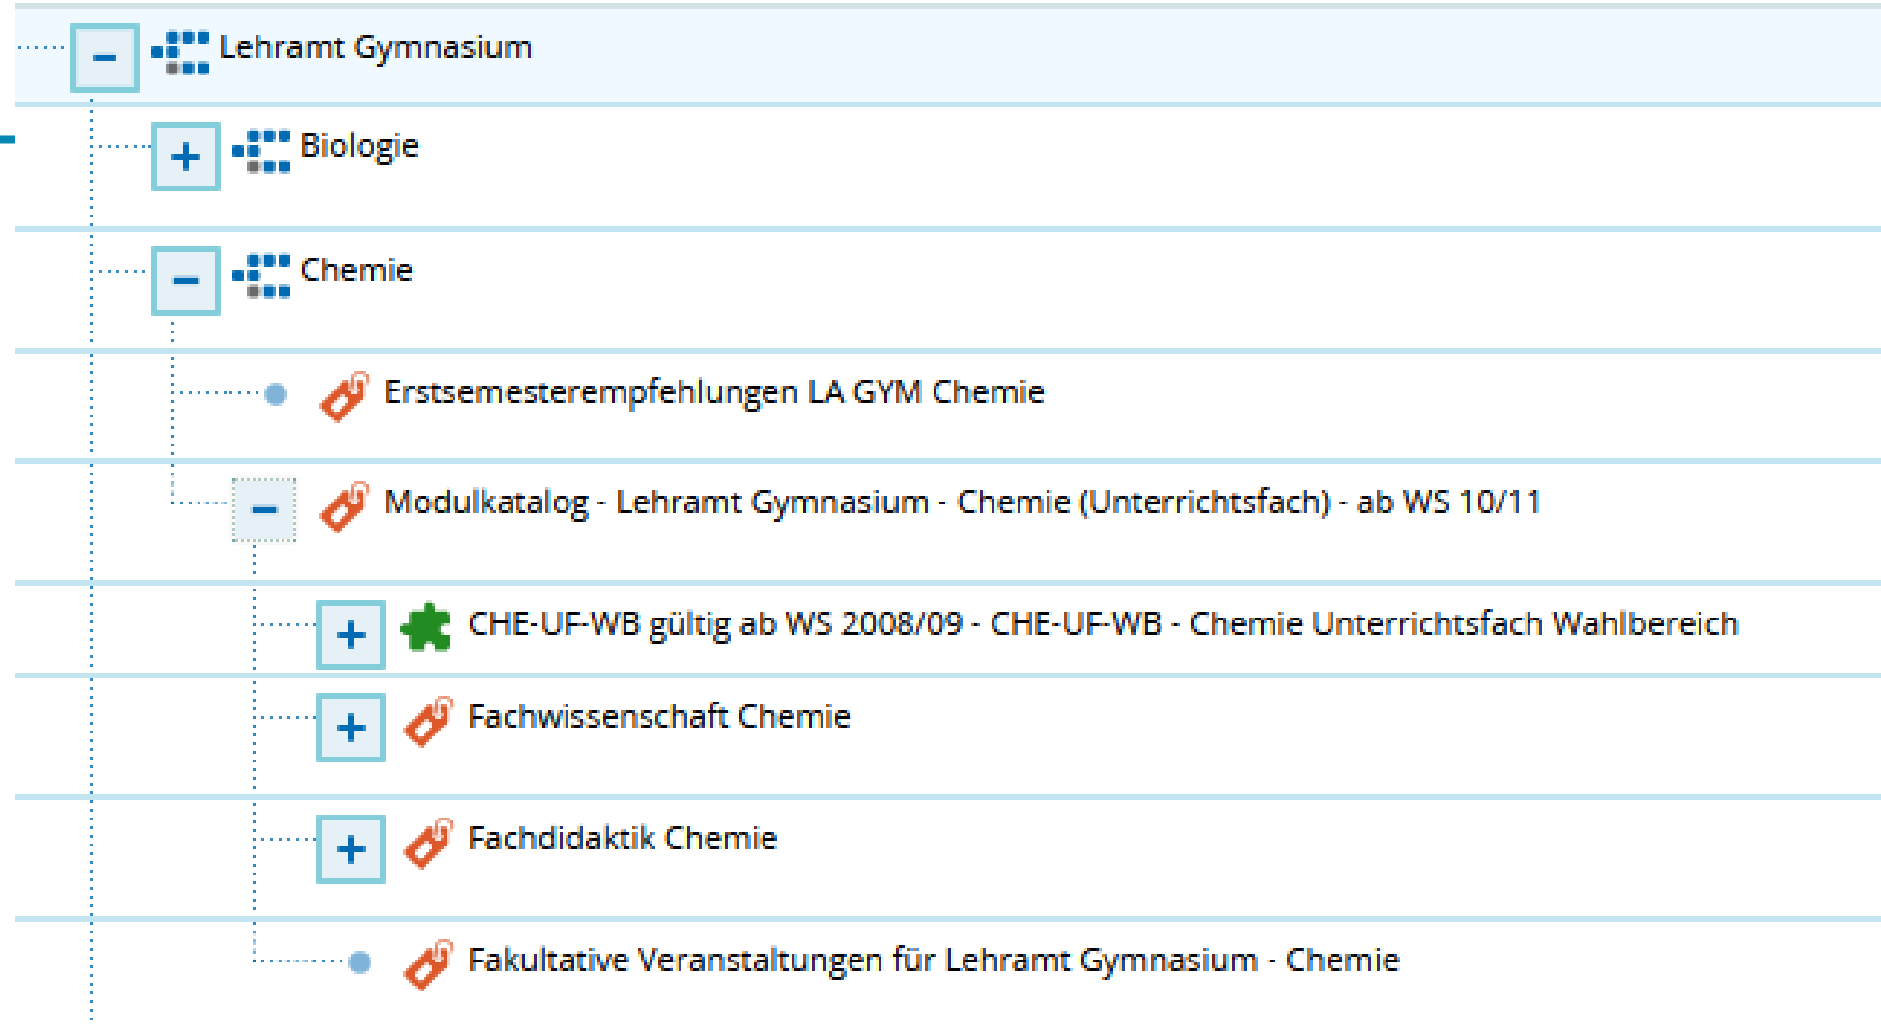 Lehramt Gymnasium
Biologie
Chemie
Erstsemesterempfehlungen LA GYM Chemie
Modulkatalog - Lehramt Gymnasium - Chemie (Unterrichtsfach) - ab WS 10/11
CHE-UF-WB gültig ab WS 2008/09 - CHE-UF-WB - Chemie Unterrichtsfach Wahlbereich
Fachwissenschaft Chemie
Fachdidaktik Chemie
Fakultative Veranstaltungen für Lehramt Gymnasium - Chemie